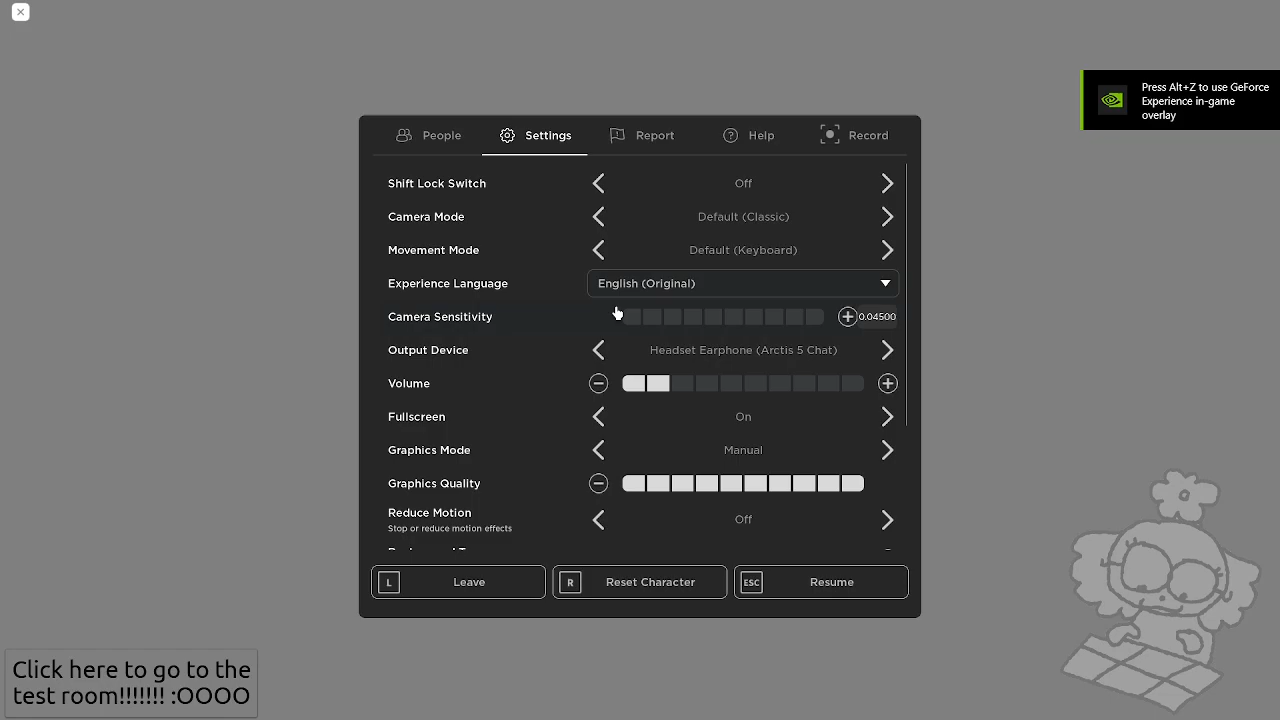 Press Alt+Z to use GeForce
Experience in-game
overlay
People
Settings
Report
Help
Record
Shift Lock Switch
Off
Camera Mode
Default (Classic)
Movement Mode
Default (Keyboard)
Experience Language
English (Original)
Camera Sensitivity
0.04500
Output Device
Headset Earphone (Arctis 5 Chat)
Volume
Fullscreen
On
Graphics Mode
Manual
Graphics Quality
Reduce Motion
Off
Stop or reduce motion effects
L
Leave
R
Reset Character
ESC
Resume
Click here to go to the
test room!!!!!!! :OOOO